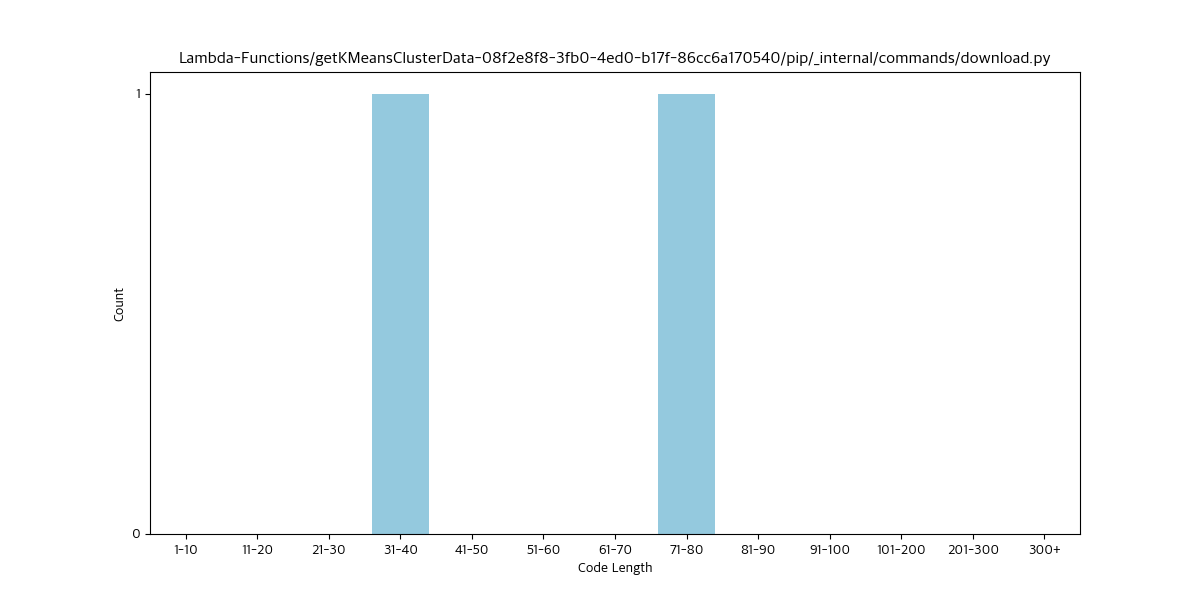 Lambda-Functions/getKMeansClusterData-08f2e8f8-3fb0-4ed0-b17f-86cc6a170540/pip/_internal/commands/download.py
1
Count
0
1-10 11-20 21-30 31-40 41-50 51-60 61-70 71-80 81-90 91-100 101-200 201-300 300+
Code Length